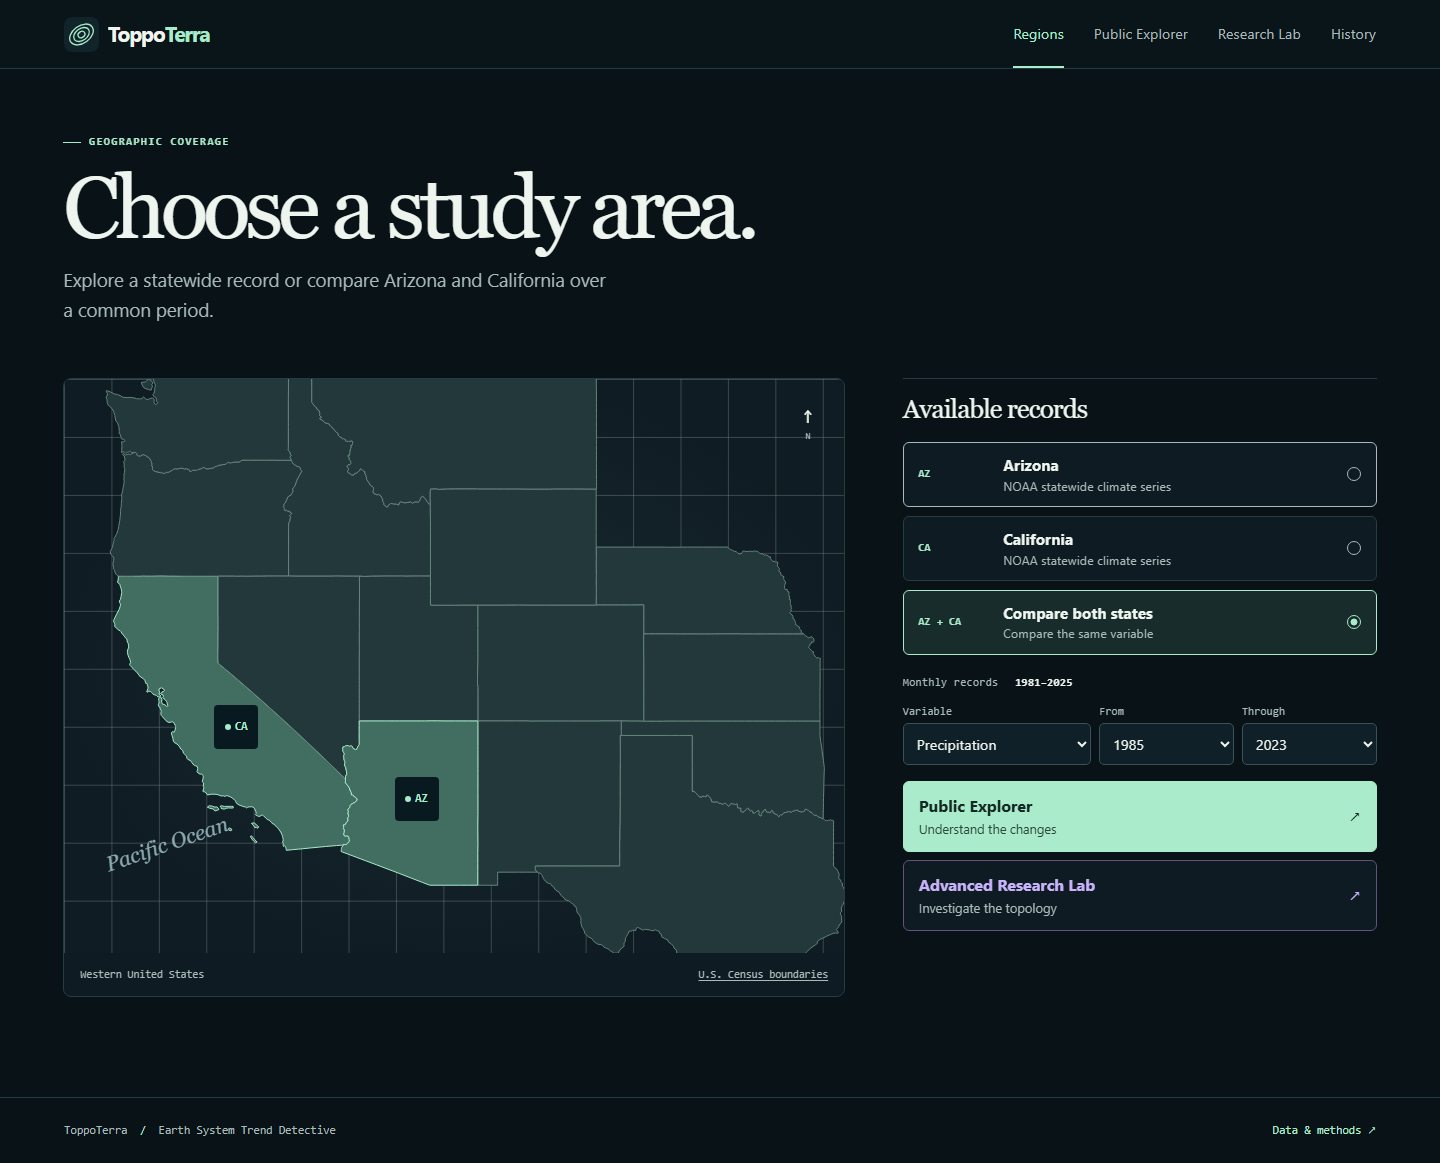 ToppoTerra
Regions
Public Explorer
Research Lab
History
GEOGRAPHIC COVERAGE
Choose a study area.
Explore a statewide record or compare Arizona and California over
a common period.
↑
N
CA
AZ
Pacific Ocean
Western United States
U.S. Census boundaries
Available records
AZ
Arizona
NOAA statewide climate series
CA
California
NOAA statewide climate series
AZ + CA
Compare both states
Compare the same variable
Monthly records 1981–2025
Variable
From
Through
Precipitation
1985
2023
Public Explorer
Understand the changes
↗
Advanced Research Lab
Investigate the topology
↗
ToppoTerra / Earth System Trend Detective
Data & methods ↗